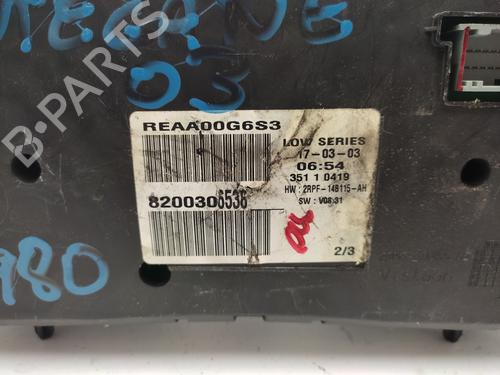 MEGANE
03
B-PARTS
REAA00G6S3
LOW SERIES
17-03-03
06:54
351 1 0419
HW : 2RPF-14B115-AH
SW : V08.31
8200306536
2/3
980
Visteon